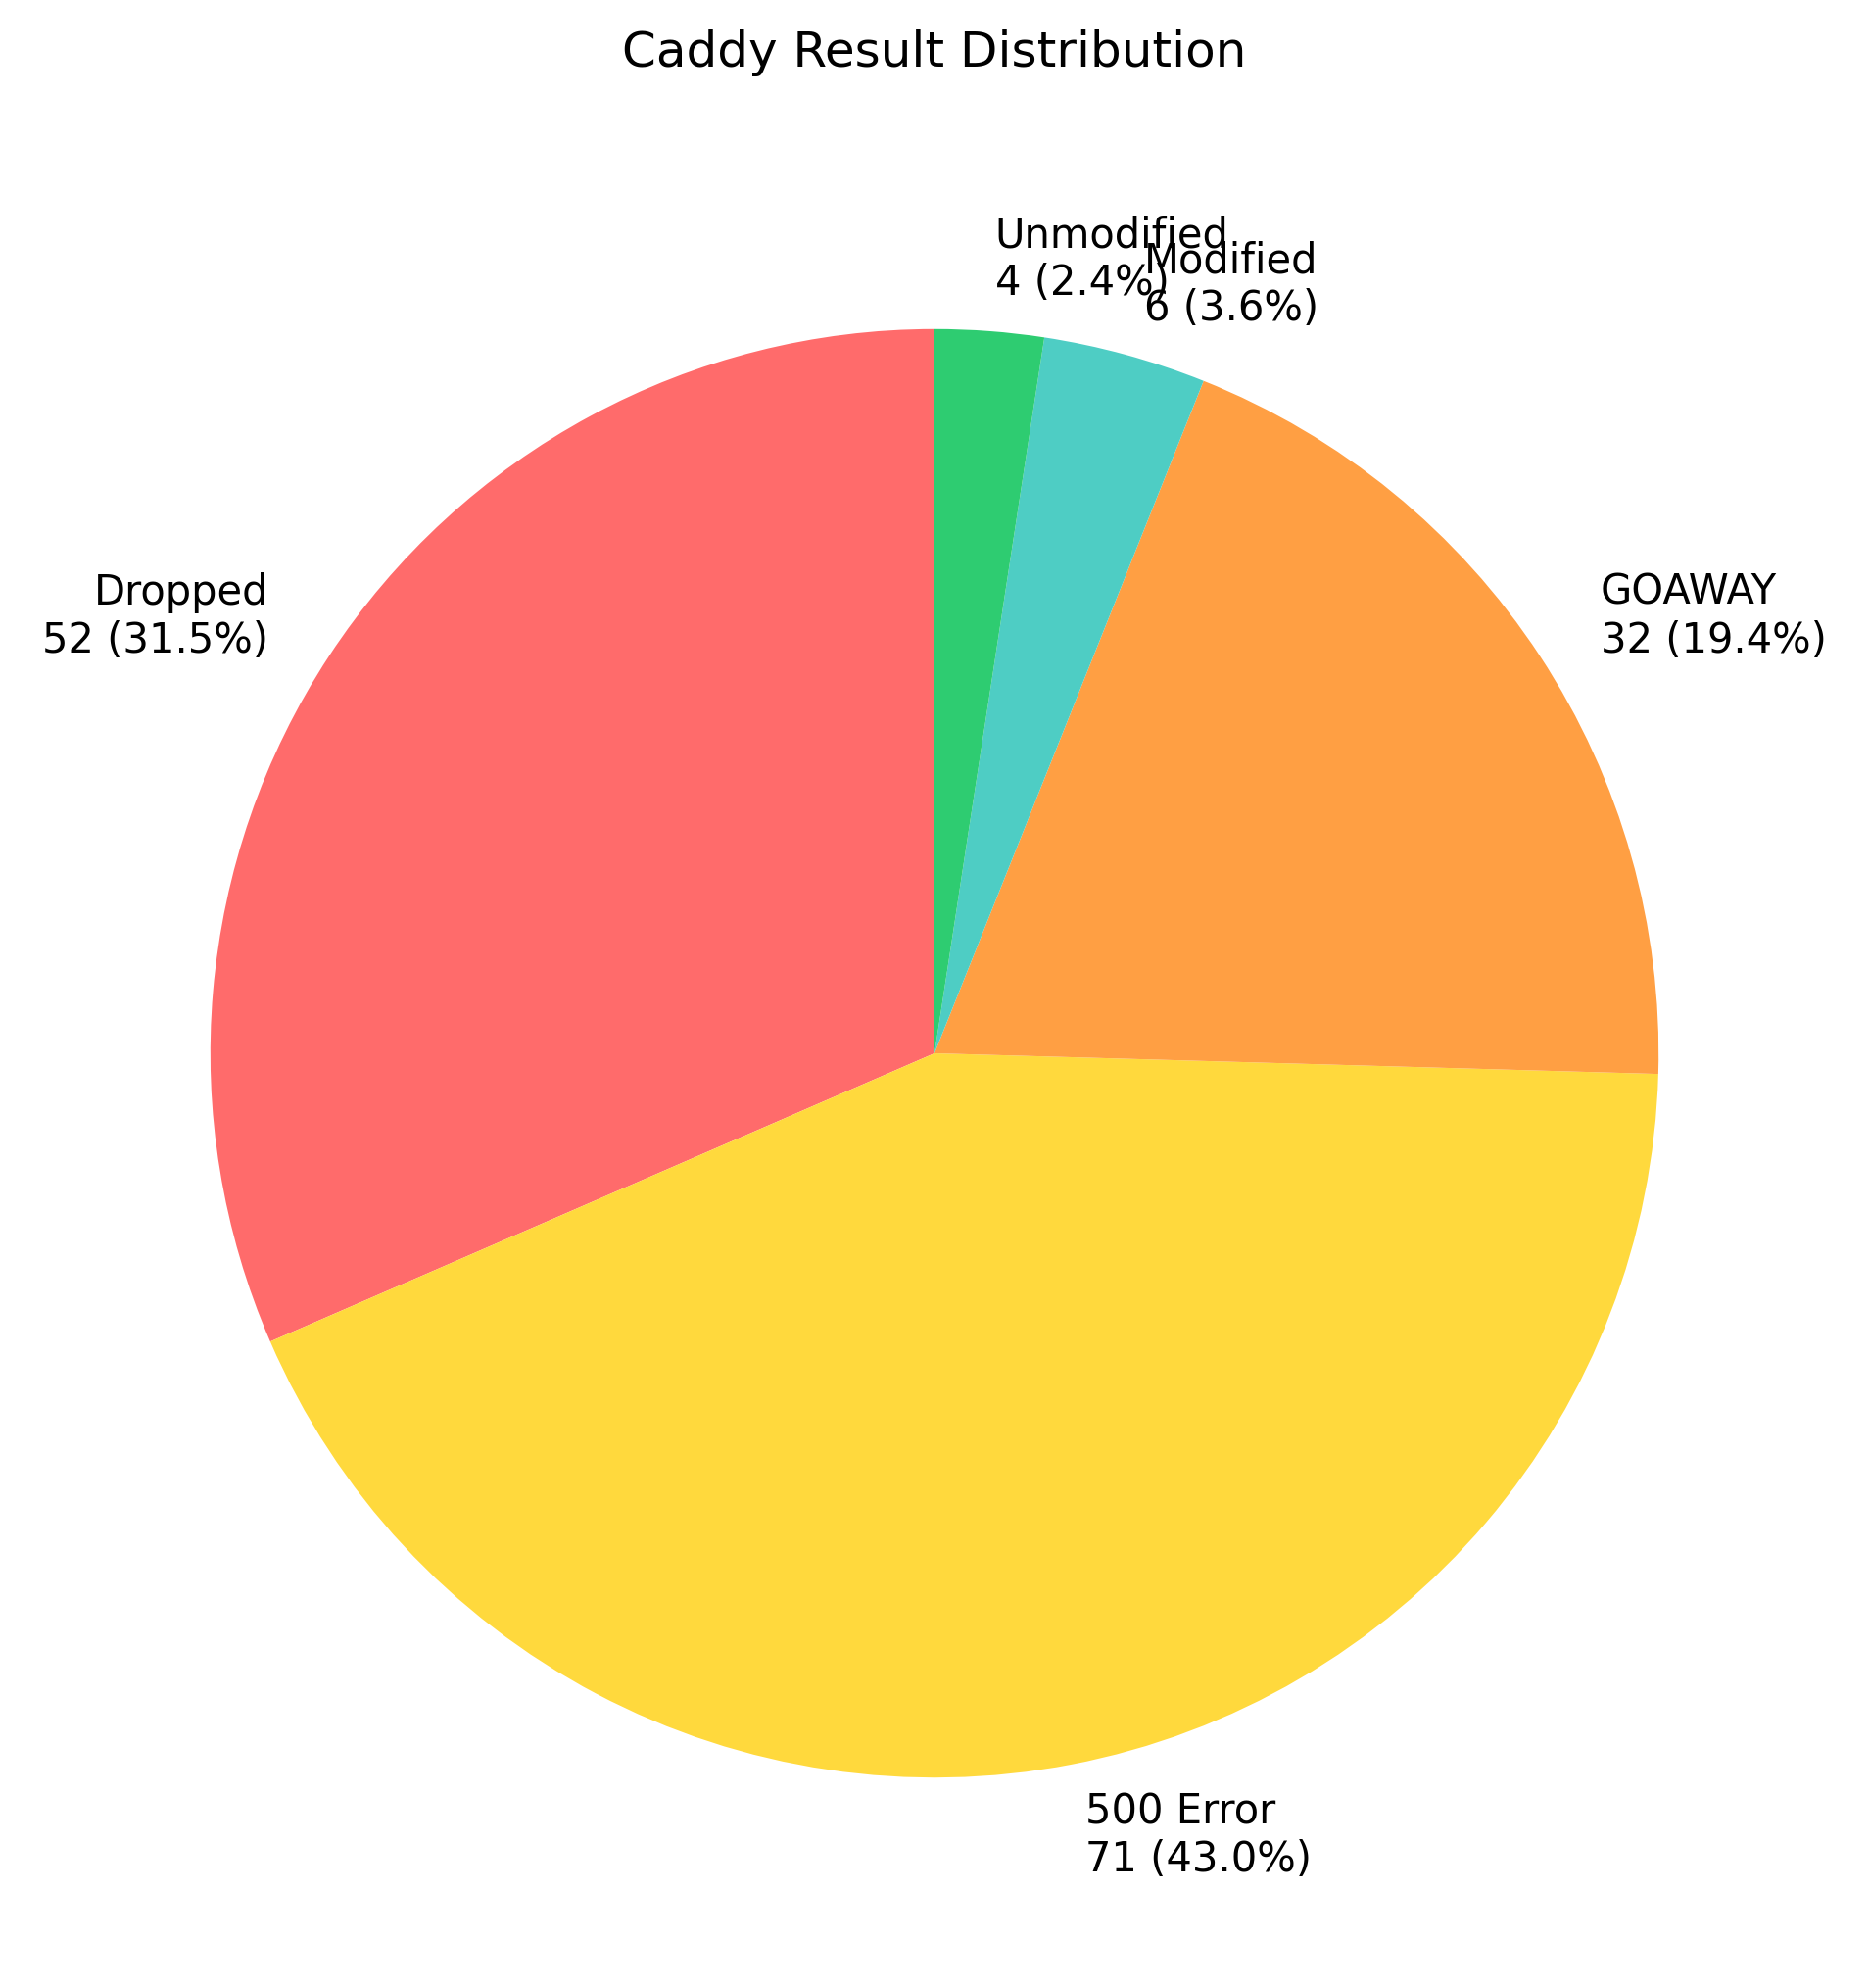 Caddy Result Distribution
Unmodified
4 (2.4%)
Modified
6 (3.6%)
Dropped
52 (31.5%)
GOAWAY
32 (19.4%)
500 Error
71 (43.0%)